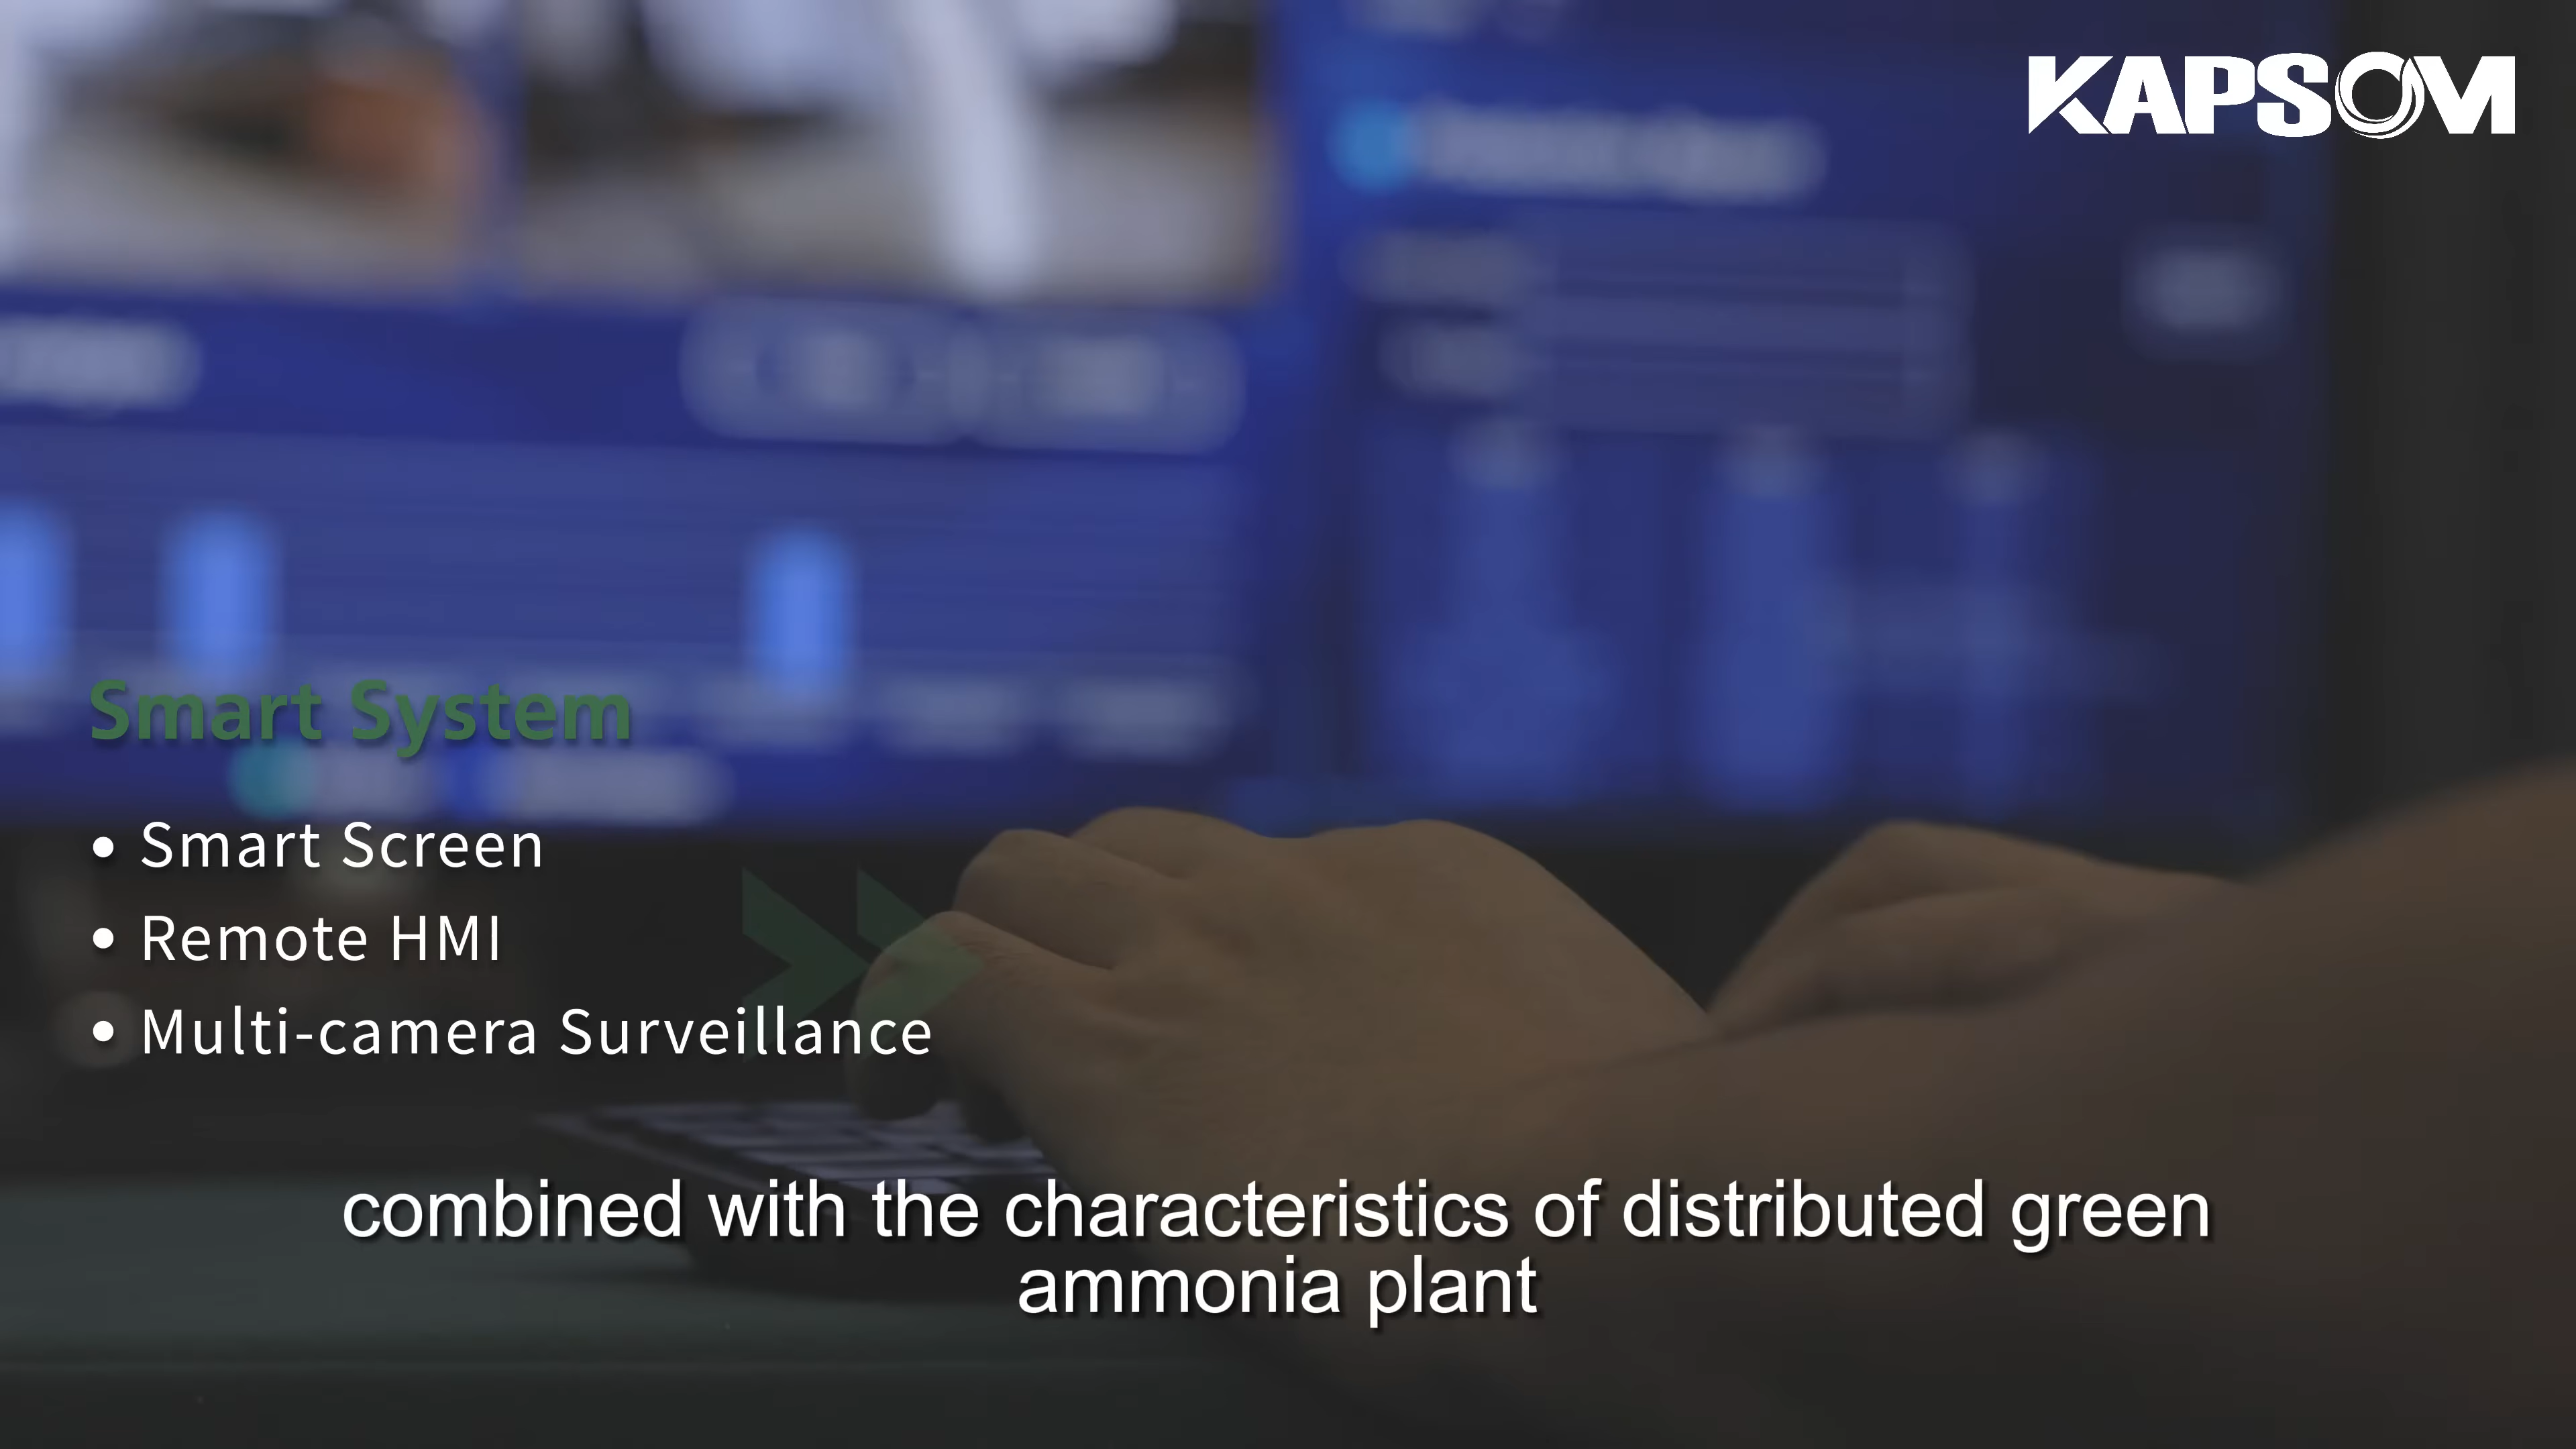 KAPSOM
Smart System
• Smart Screen
• Remote HMI
• Multi-camera Surveillance
combined with the characteristics of distributed green
ammonia plant